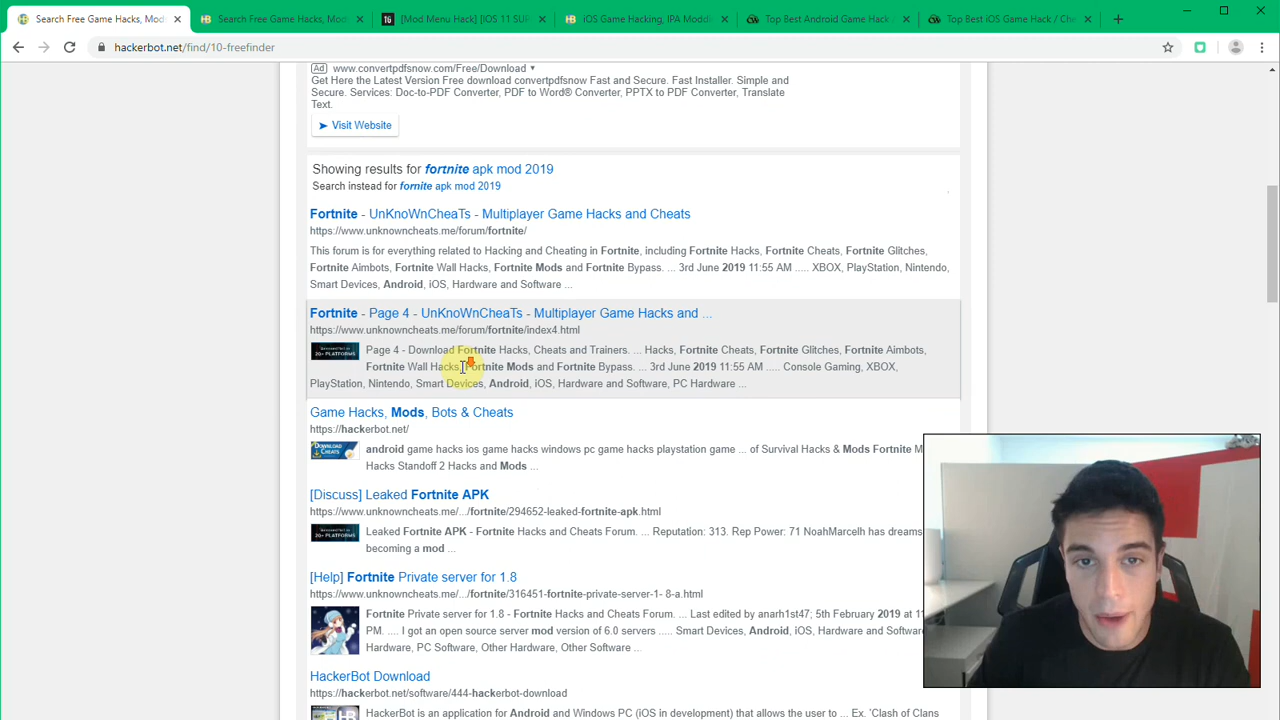 Search Free Game Hacks, Mod
Search Free Game Hacks, Mod
[Mod Menu Hack] [IOS 11 SUP
iOS Game Hacking, IPA Moddi
Top Best Android Game Hack
Top Best iOS Game Hack / Che
hackerbot.net/find/10-freefinder
Ad www.convertpdfsnow.com/Free/Download
Get Here the Latest Version Free download convertpdfsnow Fast and Secure. Fast Installer. Simple and
Secure. Services: Doc-to-PDF Converter, PDF to Word® Converter, PPTX to PDF Converter, Translate
Text.
Visit Website
Showing results for fortnite apk mod 2019
Search instead for fornite apk mod 2019
Fortnite - UnKnoWnCheaTs - Multiplayer Game Hacks and Cheats
https://www.unknowncheats.me/forum/fortnite/
This forum is for everything related to Hacking and Cheating in Fortnite, including Fortnite Hacks, Fortnite Cheats, Fortnite Glitches,
Fortnite Aimbots, Fortnite Wall Hacks, Fortnite Mods and Fortnite Bypass. ... 3rd June 2019 11:55 AM ..... XBOX, PlayStation, Nintendo,
Smart Devices, Android, iOS, Hardware and Software ...
Fortnite - Page 4 - UnKnoWnCheaTs - Multiplayer Game Hacks and ...
https://www.unknowncheats.me/forum/fortnite/index4.html
Page 4 - Download Fortnite Hacks, Cheats and Trainers. ... Hacks, Fortnite Cheats, Fortnite Glitches, Fortnite Aimbots,
Fortnite Wall Hacks, Fortnite Mods and Fortnite Bypass. ... 3rd June 2019 11:55 AM ..... Console Gaming, XBOX,
PlayStation, Nintendo, Smart Devices, Android, iOS, Hardware and Software, PC Hardware ...
20+ PLATFORMS
Game Hacks, Mods, Bots & Cheats
https://hackerbot.net/
DOWNLOAD
CHEATS
android game hacks ios game hacks windows pc game hacks playstation game ... of Survival Hacks & Mods Fortnite M
Hacks Standoff 2 Hacks and Mods ...
[Discuss] Leaked Fortnite APK
https://www.unknowncheats.me/.../fortnite/294652-leaked-fortnite-apk.html
20+ PLATFORMS
Leaked Fortnite APK - Fortnite Hacks and Cheats Forum. ... Reputation: 313. Rep Power: 71 NoahMarcelh has dreams
becoming a mod ...
[Help] Fortnite Private server for 1.8
https://www.unknowncheats.me/.../fortnite/316451-fortnite-private-server-1- 8-a.html
Fortnite Private server for 1.8 - Fortnite Hacks and Cheats Forum. ... Last edited by anarh1st47; 5th February 2019 at 11
PM. .... I got an open source server mod version of 6.0 servers ..... Smart Devices, Android, iOS, Hardware and Software
Hardware, PC Software, Other Hardware, Other Software ...
HackerBot Download
https://hackerbot.net/software/444-hackerbot-download
HackerBot is an application for Android and Windows PC (iOS in development) that allows the user to ... Ex. 'Clash of Clans